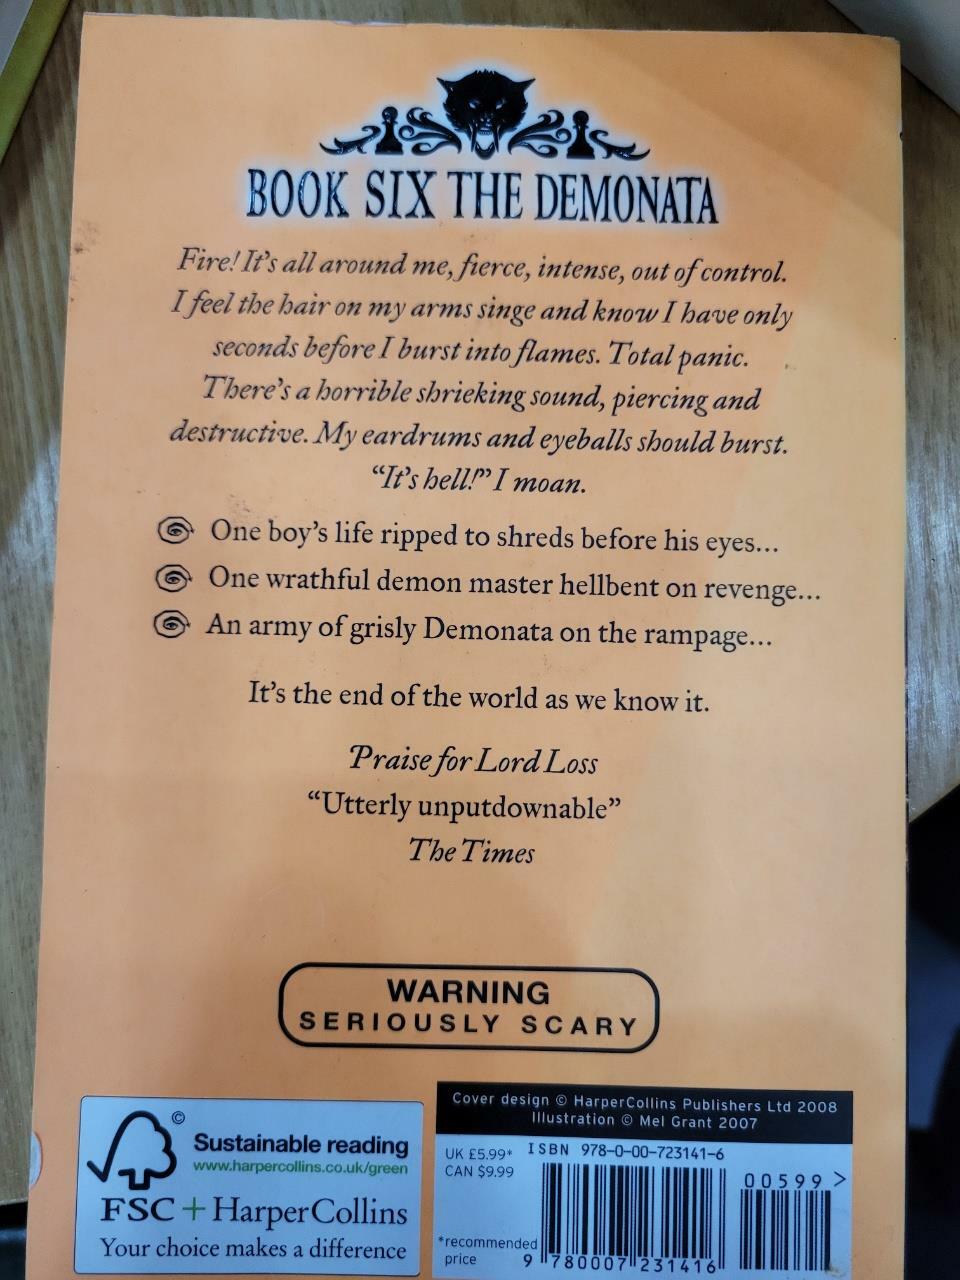 BOOK SIX THE DEMONATA
Fire! It's all around me, fierce, intense, out of control.
I feel the hair on my arms singe and know I have only
seconds before I burst into flames. Total panic.
There's a horrible shrieking sound, piercing and
destructive. My eardrums and eyeballs should burst.
“It's hell!” I moan.
One boy's life ripped to shreds before his eyes...
One wrathful demon master hellbent on revenge...
An army of grisly Demonata on the rampage...
It's the end of the world as we know it.
Praise for Lord Loss
“Utterly unputdownable”
The Times
WARNING
SERIOUSLY SCARY
©
Sustainable reading
www.harpercollins.co.uk/green
FSC + HarperCollins
Your choice makes a difference
Cover design © HarperCollins Publishers Ltd 2008
Illustration © Mel Grant 2007
UK £5.99*
CAN $9.99
*recommended
price
ISBN 978-0-00-723141-6
00599 >
9 780007 231416